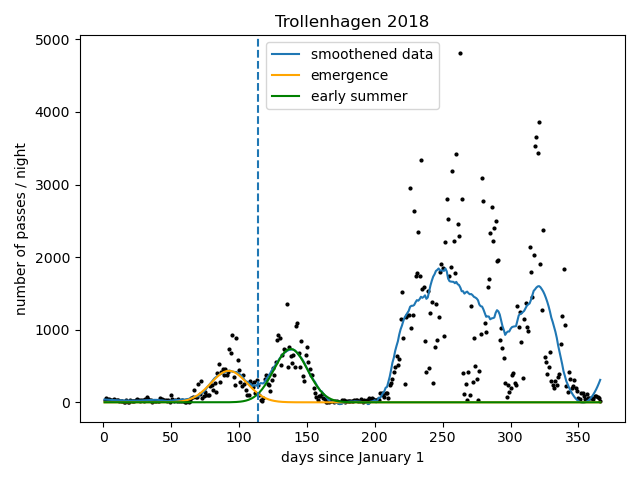 Trollenhagen 2018
smoothened data
emergence
early summer
number of passes / night
5000
4000
3000
2000
1000
0
0 50 100 150 200 250 300 350
days since January 1